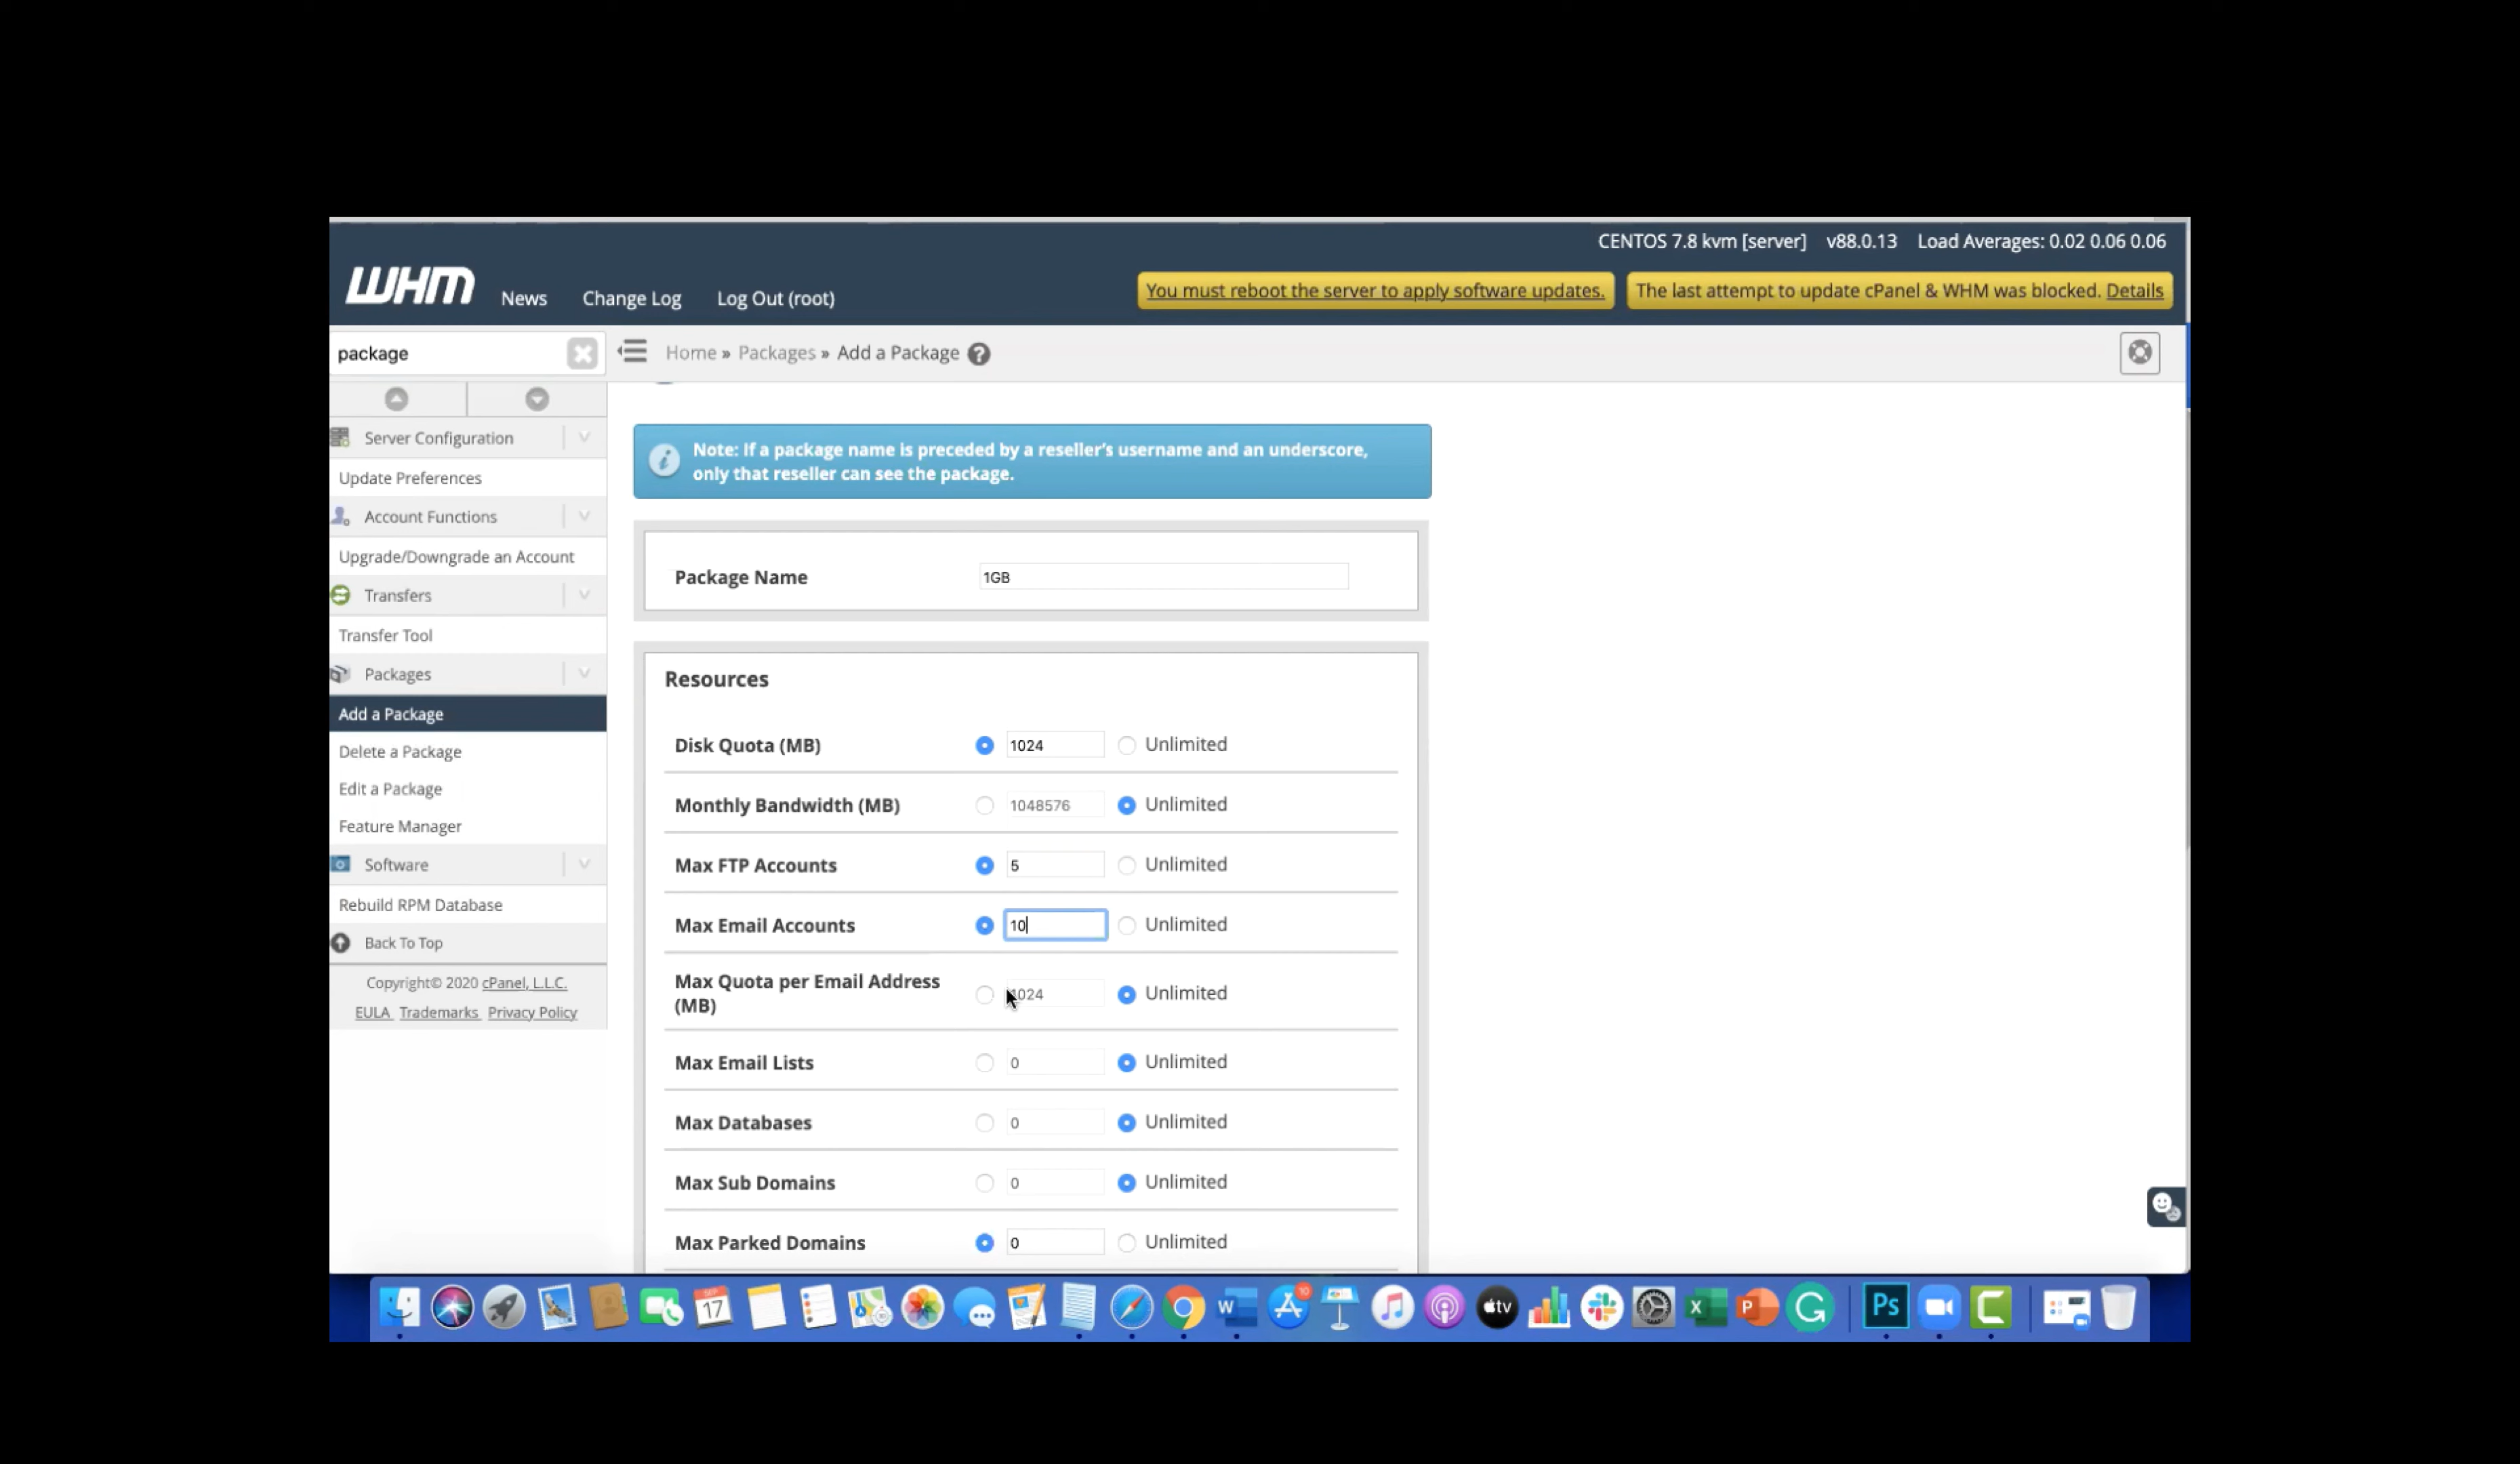 CENTOS 7.8 kvm [server] v88.0.13 Load Averages: 0.02 0.06 0.06
WHM News Change Log Log Out (root) You must reboot the server to apply software updates. The last attempt to update cPanel & WHM was blocked. Details
package
Home » Packages » Add a Package ?
Server Configuration
Update Preferences
Account Functions
Upgrade/Downgrade an Account
Transfers
Transfer Tool
Packages
Add a Package
Delete a Package
Edit a Package
Feature Manager
Software
Rebuild RPM Database
Back To Top
Copyright© 2020 cPanel, L.L.C.
EULA Trademarks Privacy Policy
Note: If a package name is preceded by a reseller's username and an underscore,
only that reseller can see the package.
Package Name 1GB
Resources
Disk Quota (MB) 1024 Unlimited
Monthly Bandwidth (MB) 1048576 Unlimited
Max FTP Accounts 5 Unlimited
Max Email Accounts 10 Unlimited
Max Quota per Email Address
(MB) 1024 Unlimited
Max Email Lists 0 Unlimited
Max Databases 0 Unlimited
Max Sub Domains 0 Unlimited
Max Parked Domains 0 Unlimited
SEP
17
W
10
tv
X
P
G
Ps
C